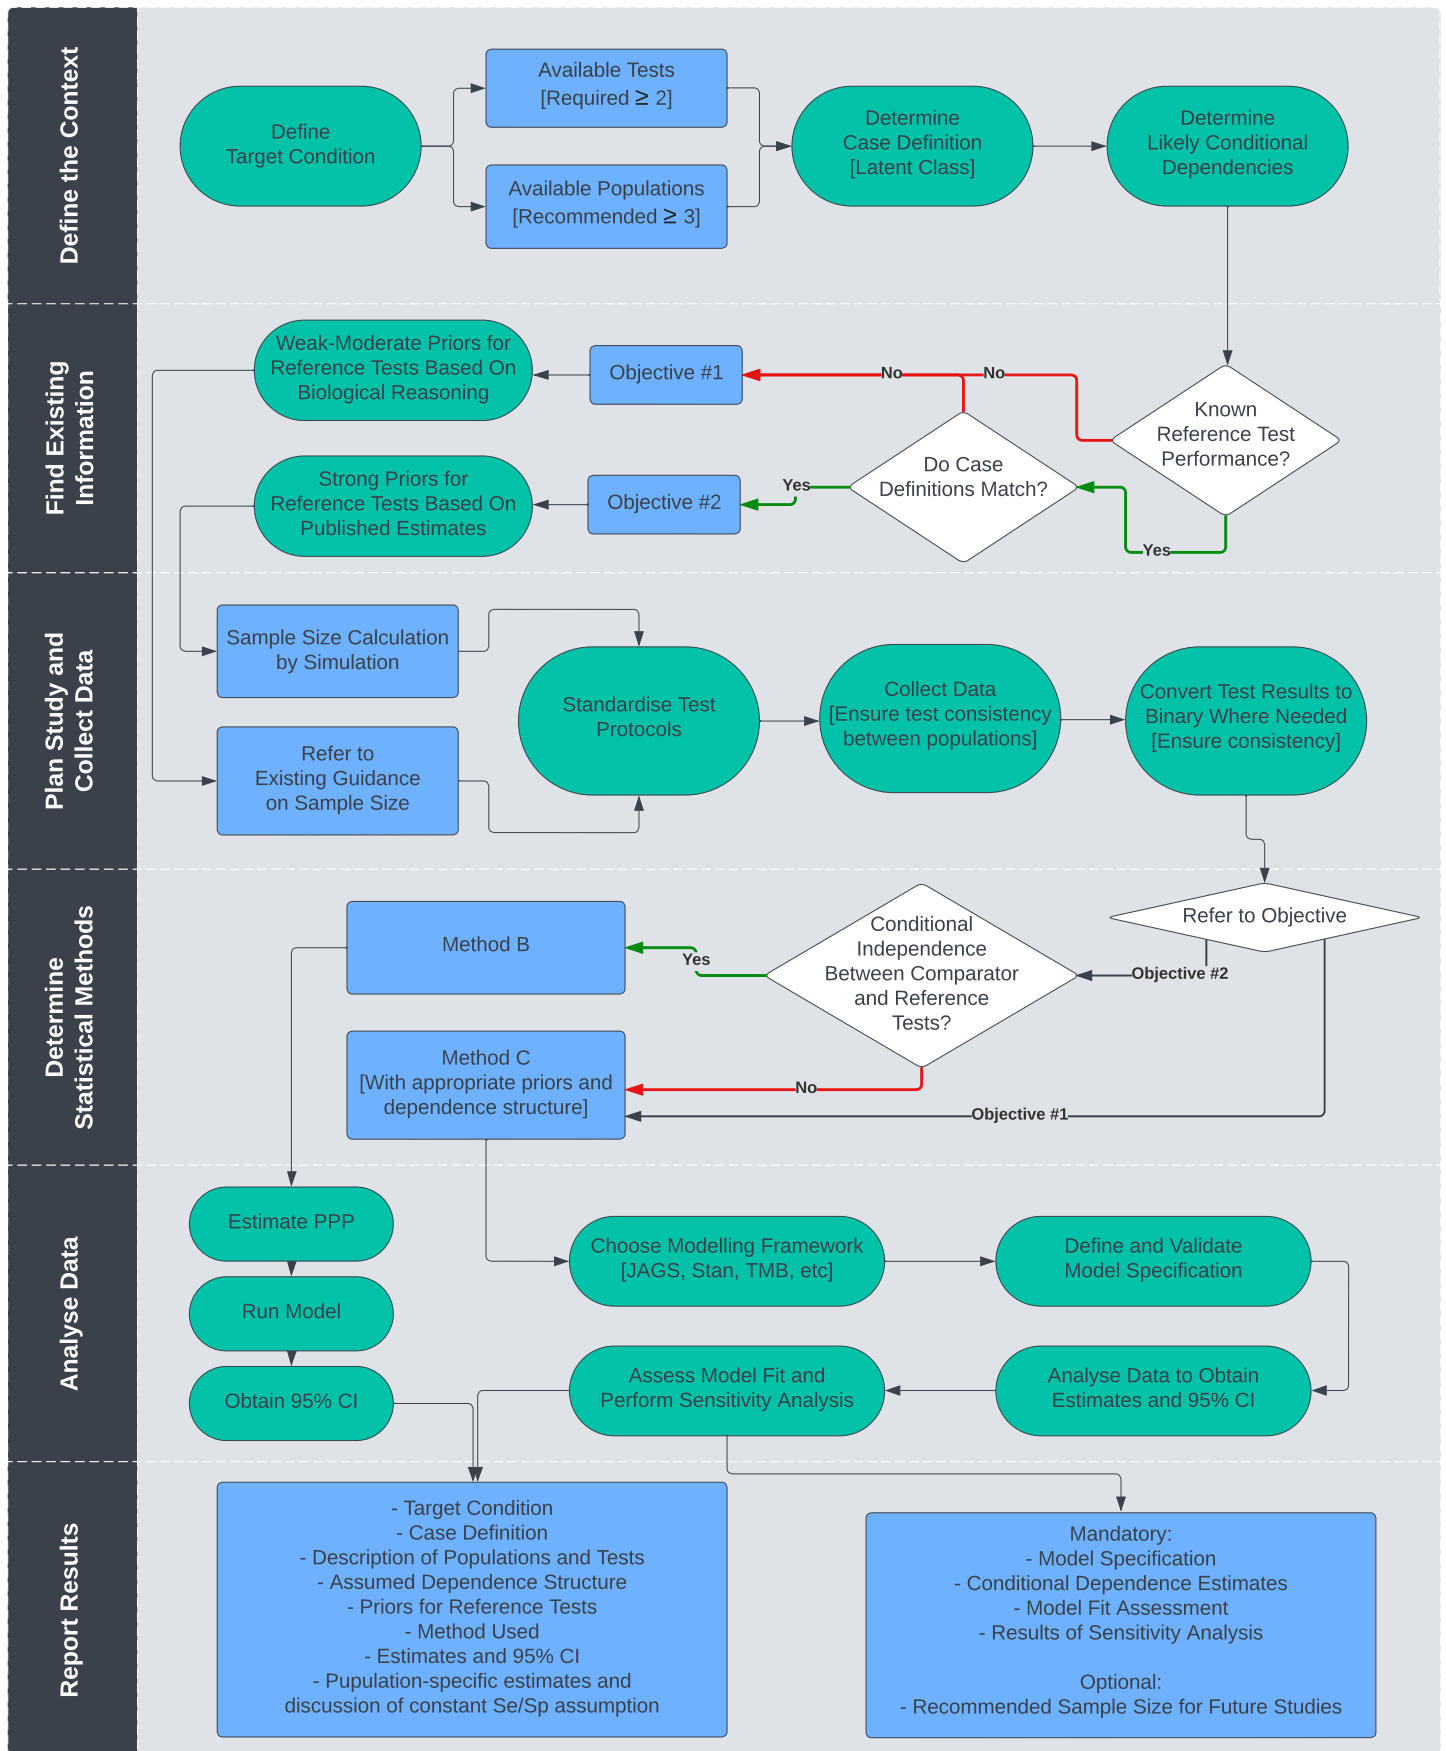 Define the Context
Define
Target Condition
Available Tests
[Required ≥ 2]
Available Populations
[Recommended ≥ 3]
Determine
Case Definition
[Latent Class]
Determine
Likely Conditional
Dependencies
Find Existing
Information
Weak-Moderate Priors for
Reference Tests Based On
Biological Reasoning
Objective #1
No
No
Known
Reference Test
Performance?
Do Case
Definitions Match?
Strong Priors for
Reference Tests Based On
Published Estimates
Objective #2
Yes
Yes
Plan Study and
Collect Data
Sample Size Calculation
by Simulation
Refer to
Existing Guidance
on Sample Size
Standardise Test
Protocols
Collect Data
[Ensure test consistency
between populations]
Convert Test Results to
Binary Where Needed
[Ensure consistency]
Determine
Statistical Methods
Refer to Objective
Objective #2
Conditional
Independence
Between Comparator
and Reference
Tests?
Yes
Method B
Method C
[With appropriate priors and
dependence structure]
No
Objective #1
Analyse Data
Estimate PPP
Run Model
Obtain 95% CI
Choose Modelling Framework
[JAGS, Stan, TMB, etc]
Define and Validate
Model Specification
Assess Model Fit and
Perform Sensitivity Analysis
Analyse Data to Obtain
Estimates and 95% CI
Report Results
- Target Condition
- Case Definition
- Description of Populations and Tests
- Assumed Dependence Structure
- Priors for Reference Tests
- Method Used
- Estimates and 95% CI
- Pupulation-specific estimates and
discussion of constant Se/Sp assumption
Mandatory:
- Model Specification
- Conditional Dependence Estimates
- Model Fit Assessment
- Results of Sensitivity Analysis
Optional:
- Recommended Sample Size for Future Studies